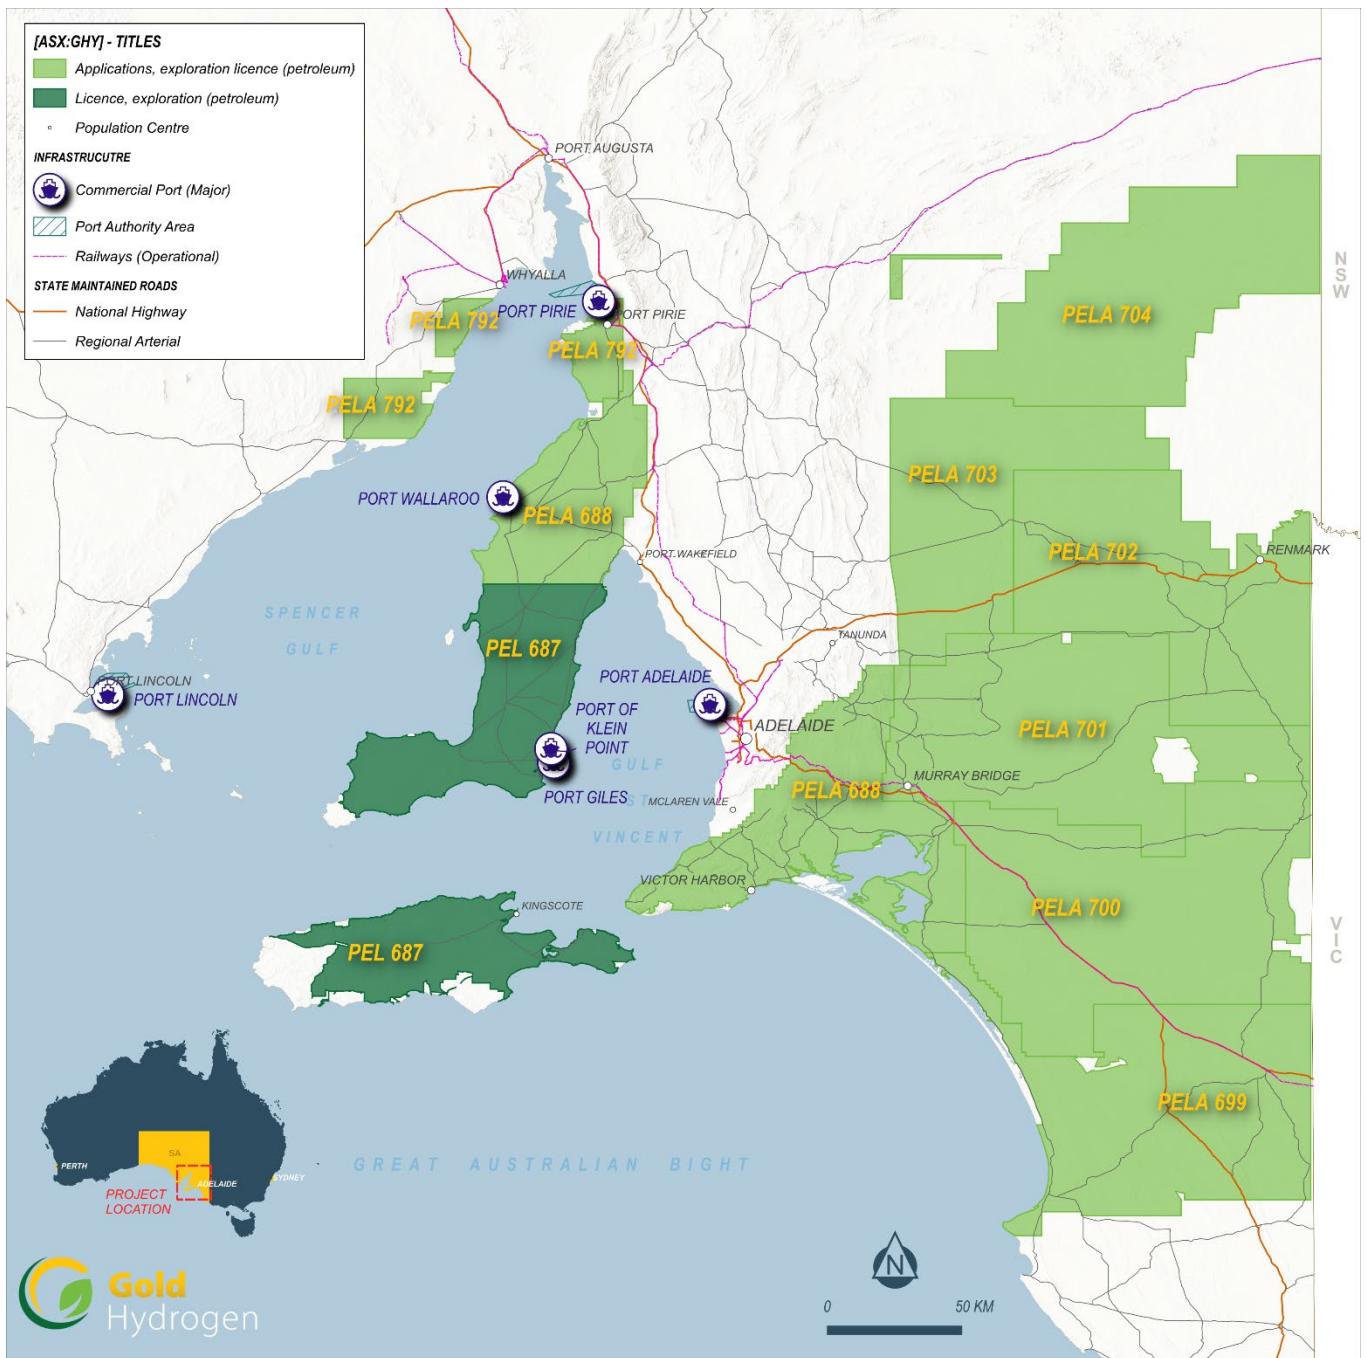 [ASX:GHY] - TITLES
Applications, exploration licence (petroleum)
Licence, exploration (petroleum)
Population Centre
INFRASTRUCUTRE
Commercial Port (Major)
Port Authority Area
Railways (Operational)
STATE MAINTAINED ROADS
National Highway
Regional Arterial
PORT AUGUSTA
WHYALLA
PORT PIRIE
PORT PIRIE
PELA 792
PELA 792
PELA 792
NSW
PELA 704
PELA 703
PORT WALLAROO
PELA 688
PORT WAKEFIELD
PELA 702
RENMARK
SPENCER
GULF
PEL 687
TANUNDA
PORT LINCOLN
PORT LINCOLN
PORT ADELAIDE
PORT OF
KLEIN
POINT
ADELAIDE
PELA 701
GULF
ST
VINCENT
PORT GILES
MCLAREN VALE
PELA 688
MURRAY BRIDGE
VICTOR HARBOR
KINGSCOTE
PELA 700
VIC
PEL 687
PELA 699
GREAT AUSTRALIAN BIGHT
SA
PERTH
ADELAIDE
SYDNEY
PROJECT
LOCATION
Gold
Hydrogen
N
0 50 KM